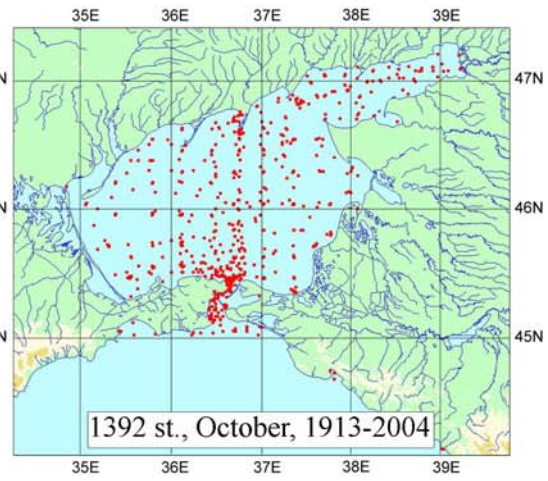 35E 36E 37E 38E 39E
N 47N
N 46N
N 45N
1392 st., October, 1913-2004
35E 36E 37E 38E 39E